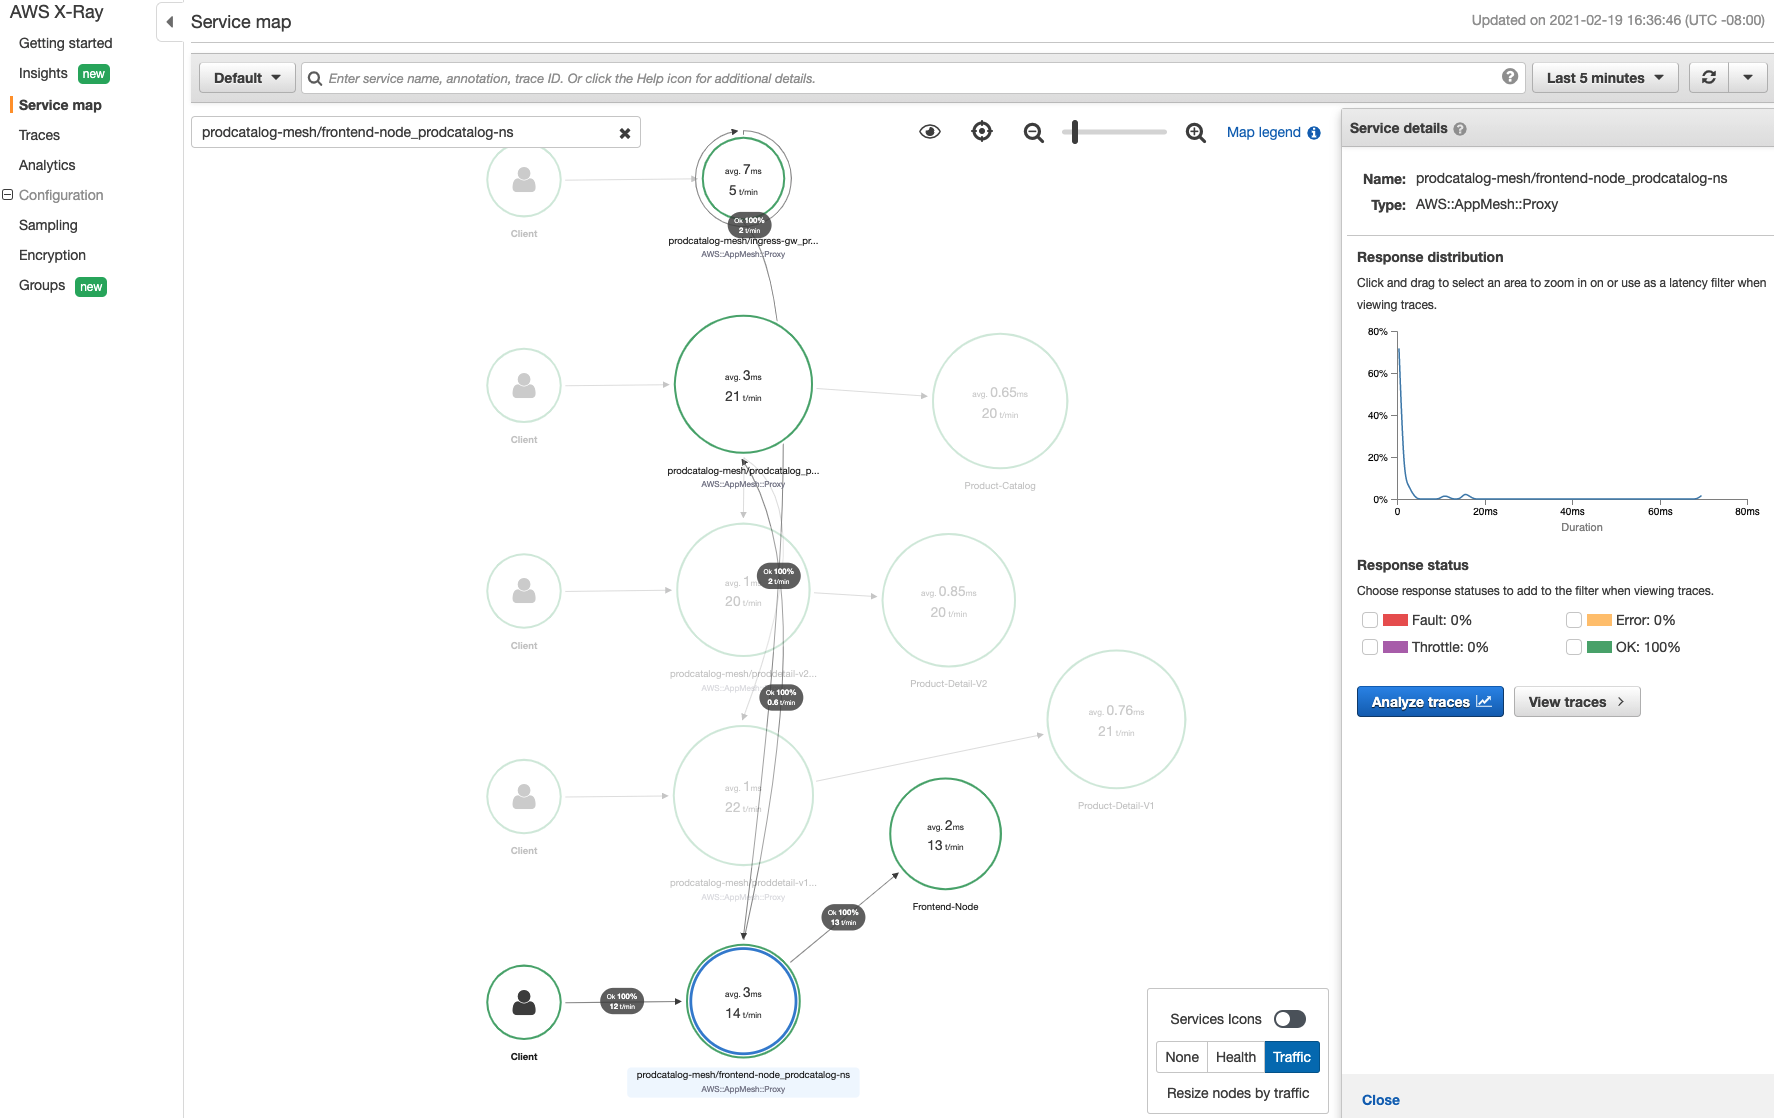 AWS X-Ray
Getting started
Insights new
Service map
Traces
Analytics
Configuration
Sampling
Encryption
Groups new
Service map
Updated on 2021-02-19 16:36:46 (UTC -08:00)
Default
Enter service name, annotation, trace ID. Or click the Help icon for additional details.
Last 5 minutes
prodcatalog-mesh/frontend-node_prodcatalog-ns
Map legend
Client
avg. 7ms
5 t/min
Ok 100%
2 t/min
prodcatalog-mesh/ingress-gw_pr...
AWS::AppMesh::Proxy
Client
avg. 3ms
21 t/min
prodcatalog-mesh/prodcatalog_p...
AWS::AppMesh::Proxy
avg. 0.65ms
20 t/min
Product-Catalog
Client
avg. 1ms
20 t/min
Ok 100%
2 t/min
prodcatalog-mesh/proddetail-v2...
AWS::AppMesh
avg. 0.85ms
20 t/min
Product-Detail-V2
Ok 100%
0.6 t/min
avg. 0.76ms
21 t/min
Product-Detail-V1
Client
avg. 1ms
22 t/min
prodcatalog-mesh/proddetail-v1...
AWS::AppMesh::Proxy
avg. 2ms
13 t/min
Frontend-Node
Ok 100%
13 t/min
Client
Ok 100%
12 t/min
avg. 3ms
14 t/min
prodcatalog-mesh/frontend-node_prodcatalog-ns
AWS::AppMesh::Proxy
Services Icons
None Health Traffic
Resize nodes by traffic
Service details
Name: prodcatalog-mesh/frontend-node_prodcatalog-ns
Type: AWS::AppMesh::Proxy
Response distribution
Click and drag to select an area to zoom in on or use as a latency filter when
viewing traces.
80%
60%
40%
20%
0%
0 20ms 40ms 60ms 80ms
Duration
Response status
Choose response statuses to add to the filter when viewing traces.
Fault: 0% Error: 0%
Throttle: 0% OK: 100%
Analyze traces View traces
Close